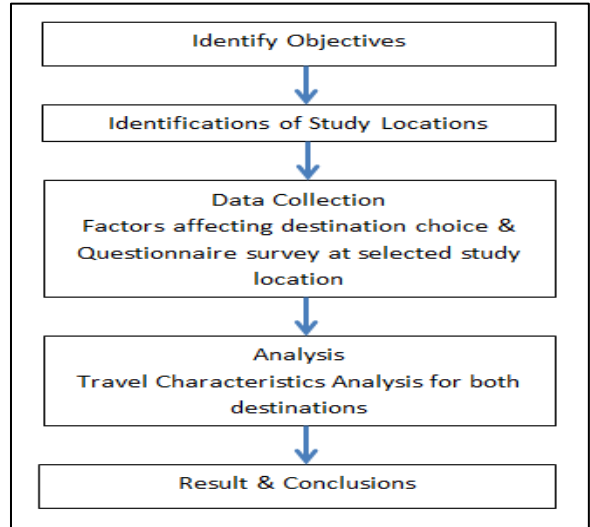 Identify Objectives
Identifications of Study Locations
Data Collection
Factors affecting destination choice &
Questionnaire survey at selected study
location
Analysis
Travel Characteristics Analysis for both
destinations
Result & Conclusions